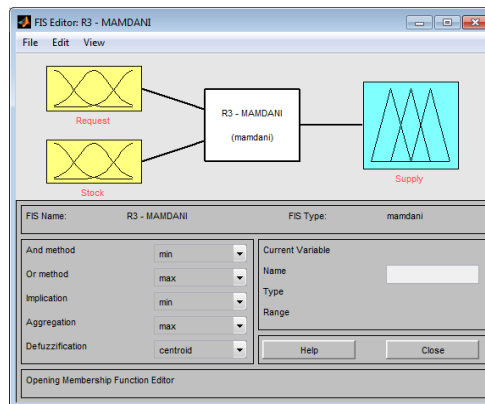 FIS Editor: R3 - MAMDANI
File Edit View
Request
R3 - MAMDANI
(mamdani)
Stock
Supply
FIS Name: R3 - MAMDANI FIS Type: mamdani
And method min
Or method max
Implication min
Aggregation max
Defuzzification centroid
Current Variable
Name
Type
Range
Help Close
Opening Membership Function Editor